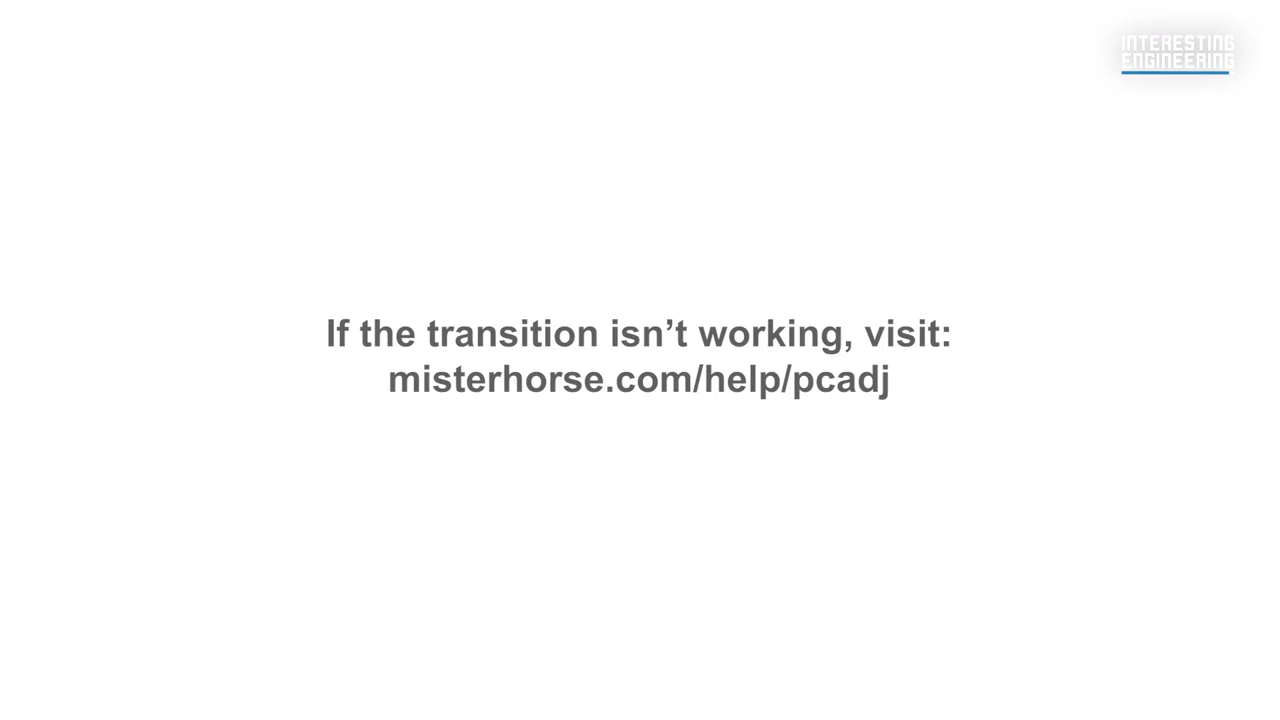 INTERESTING
ENGINEERING
If the transition isn’t working, visit:
misterhorse.com/help/pcadj